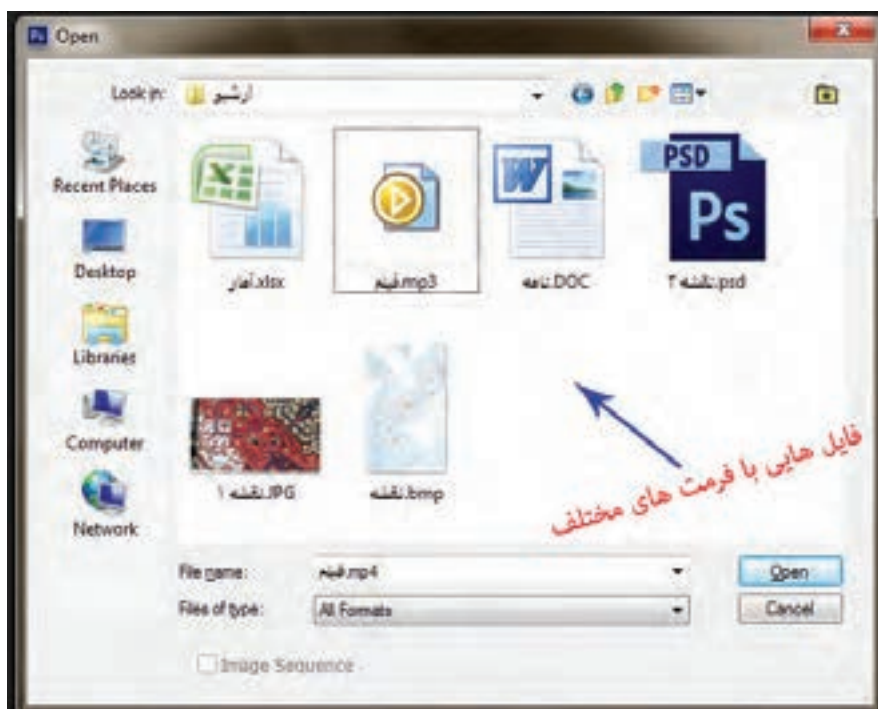 Open
Look in:
ارشیو
Recent Places
Desktop
Libraries
Computer
Network
PSD
Ps
آهار.xlsx
فیلم.mp3
نامه.DOC
نقشه ۲.psd
نقشه ۱.JPG
نقشه.bmp
فایل هایی با فرمت های مختلف
File name:
فیلم.mp4
Open
Files of type:
All Formats
Cancel
Image Sequence